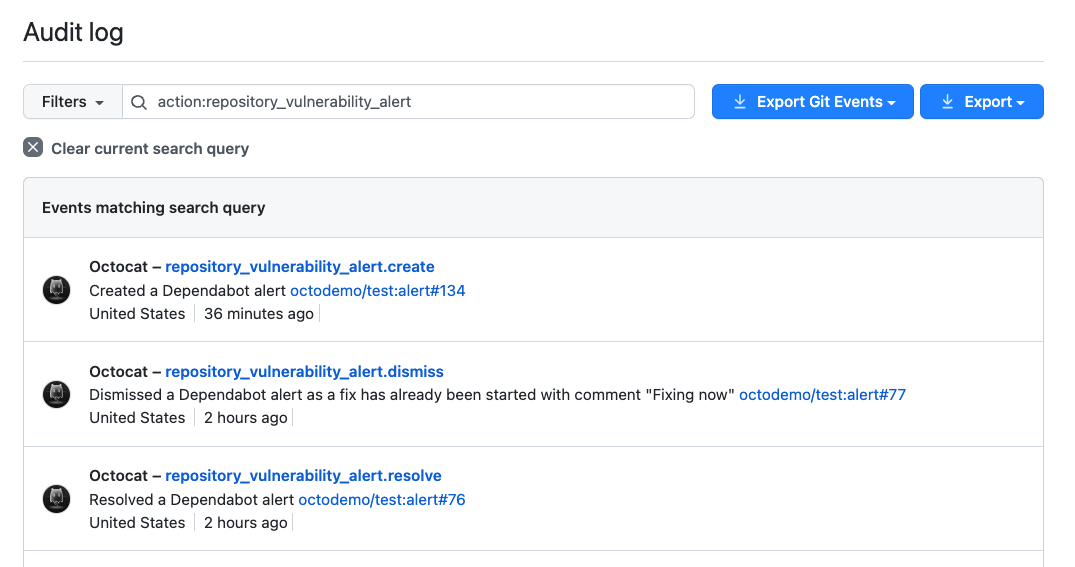 Audit log
Filters
action:repository_vulnerability_alert
Export Git Events
Export
Clear current search query
Events matching search query
Octocat – repository_vulnerability_alert.create
Created a Dependabot alert octodemo/test:alert#134
United States 36 minutes ago
Octocat – repository_vulnerability_alert.dismiss
Dismissed a Dependabot alert as a fix has already been started with comment "Fixing now" octodemo/test:alert#77
United States 2 hours ago
Octocat – repository_vulnerability_alert.resolve
Resolved a Dependabot alert octodemo/test:alert#76
United States 2 hours ago